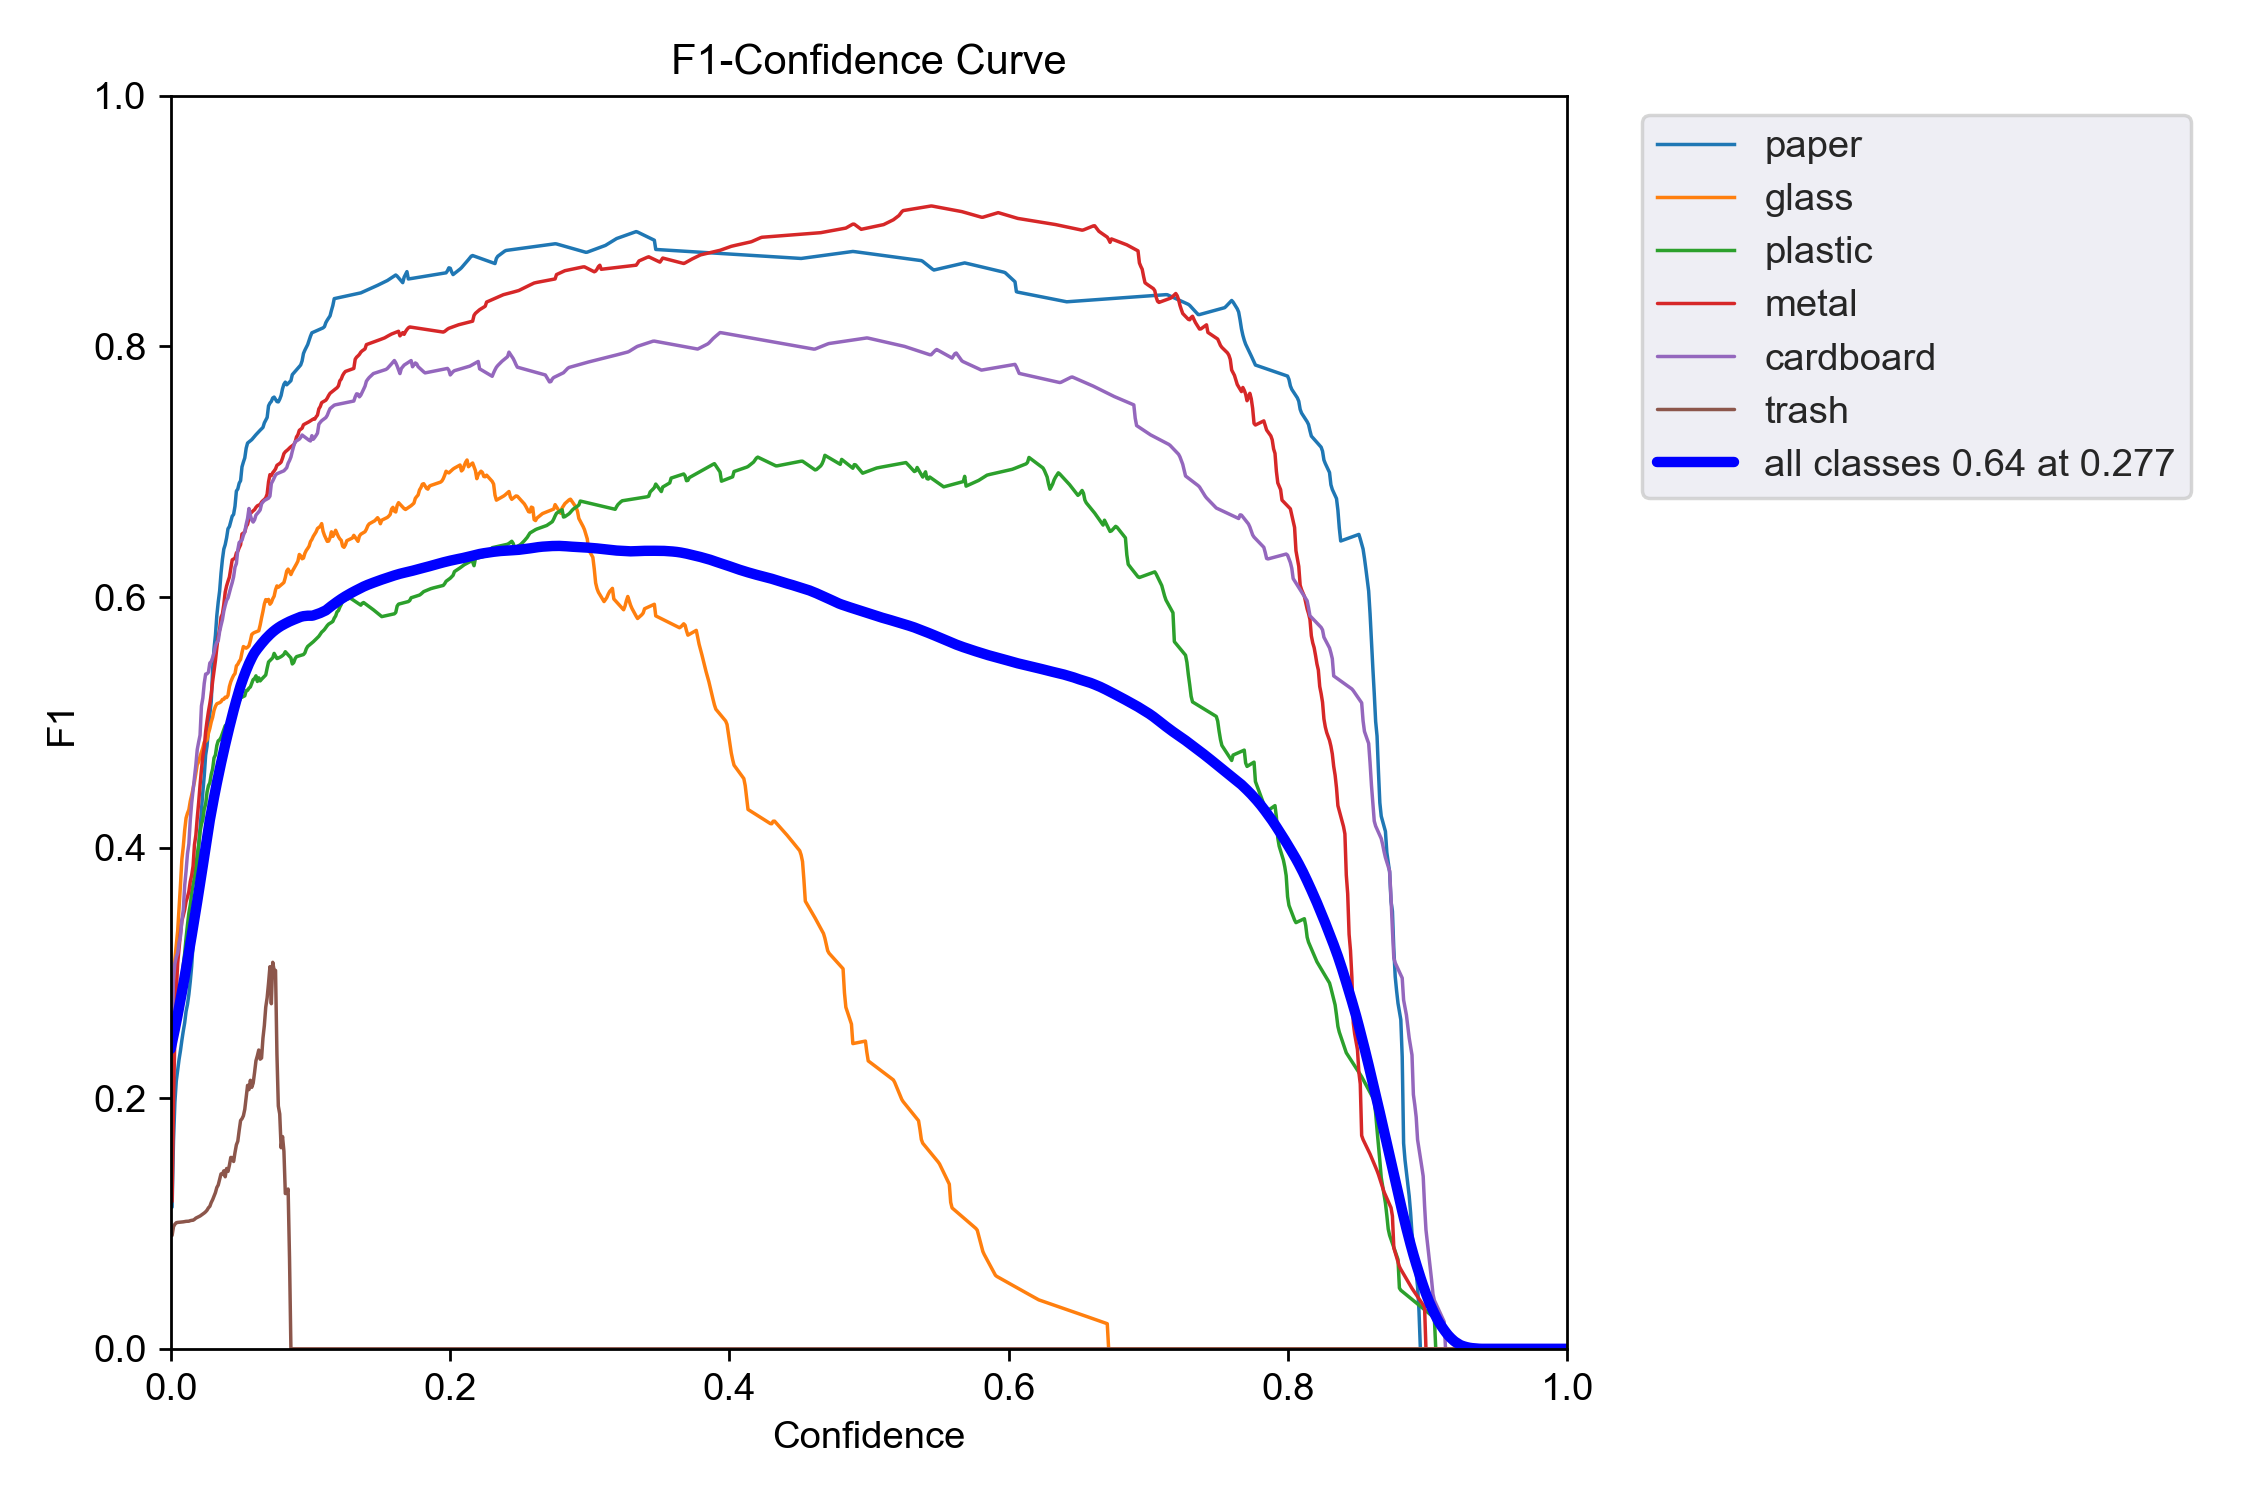 F1-Confidence Curve
1.0
0.8
0.6
0.4
0.2
0.0
F1
0.0 0.2 0.4 0.6 0.8 1.0
Confidence
paper
glass
plastic
metal
cardboard
trash
all classes 0.64 at 0.277